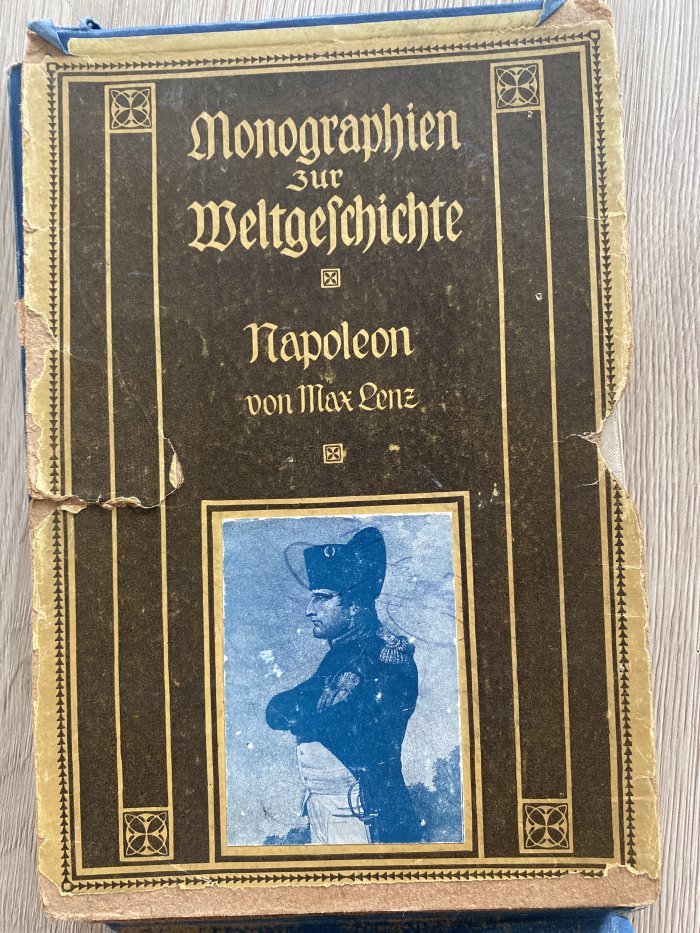 Monographien
zur
Weltgeschichte
Napoleon
von Max Lenz